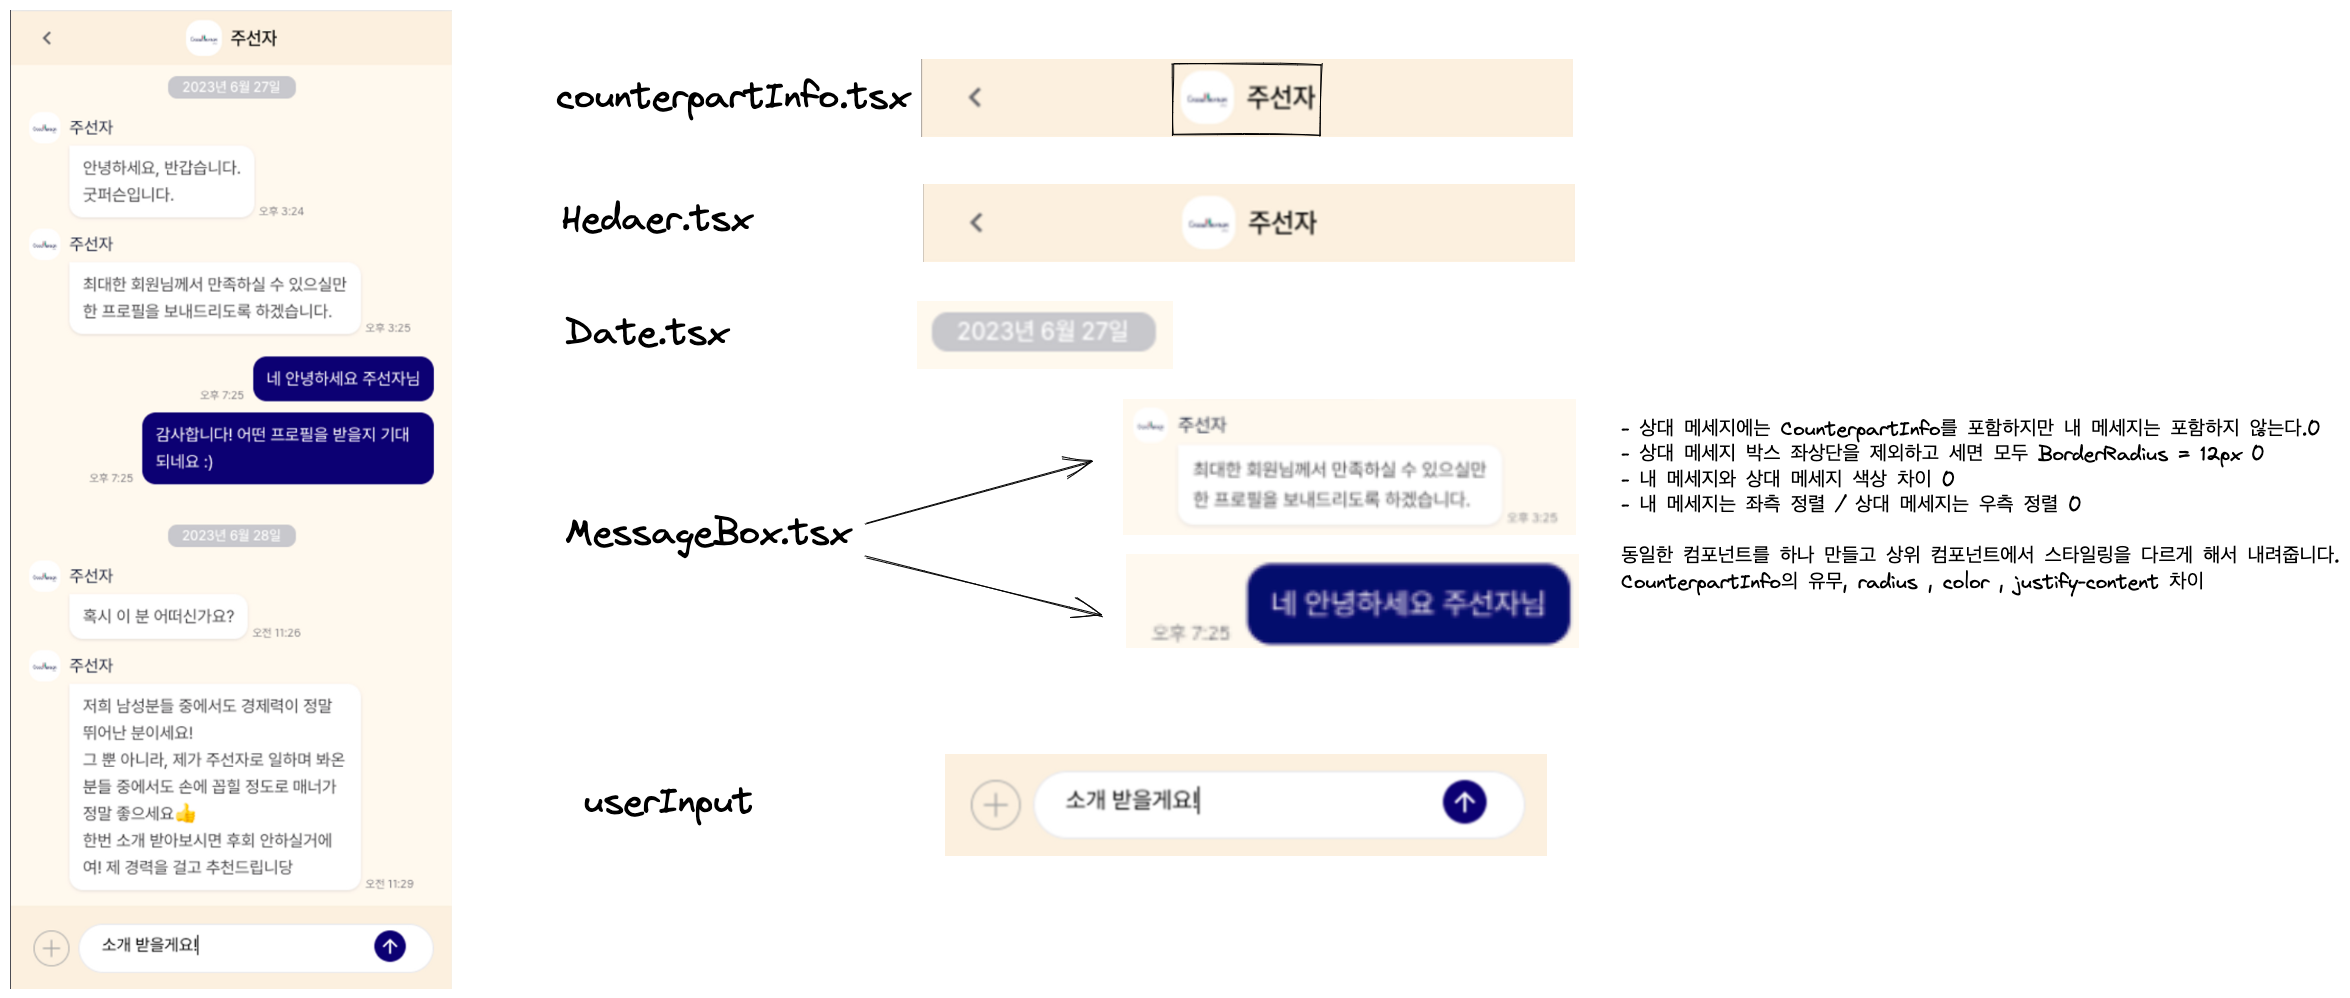 주선자
2023년 6월 27일
주선자
안녕하세요, 반갑습니다.
굿퍼슨입니다.
오후 3:24
주선자
최대한 회원님께서 만족하실 수 있으실만
한 프로필을 보내드리도록 하겠습니다.
오후 3:25
네 안녕하세요 주선자님
오후 7:25
감사합니다! 어떤 프로필을 받을지 기대
되네요 :)
오후 7:25
2023년 6월 28일
주선자
혹시 이 분 어떠신가요?
오전 11:26
주선자
저희 남성분들 중에서도 경제력이 정말
뛰어난 분이세요!
그 뿐 아니라, 제가 주선자로 일하며 봐온
분들 중에서도 손에 꼽힐 정도로 매너가
정말 좋으세요👍
한번 소개 받아보시면 후회 안하실거에
여! 제 경력을 걸고 추천드립니당
오전 11:29
소개 받을게요!
counterpartInfo.tsx
주선자
Hedaer.tsx
주선자
Date.tsx
2023년 6월 27일
MessageBox.tsx
주선자
최대한 회원님께서 만족하실 수 있으실만
한 프로필을 보내드리도록 하겠습니다.
오후 3:25
네 안녕하세요 주선자님
오후 7:25
- 상대 메세지에는 CounterpartInfo를 포함하지만 내 메세지는 포함하지 않는다.O
- 상대 메세지 박스 좌상단을 제외하고 세면 모두 BorderRadius = 12px O
- 내 메세지와 상대 메세지 색상 차이 O
- 내 메세지는 좌측 정렬 / 상대 메세지는 우측 정렬 O
동일한 컴포넌트를 하나 만들고 상위 컴포넌트에서 스타일링을 다르게 해서 내려줍니다.
CounterpartInfo의 유무, radius , color , justify-content 차이
userInput
소개 받을게요!